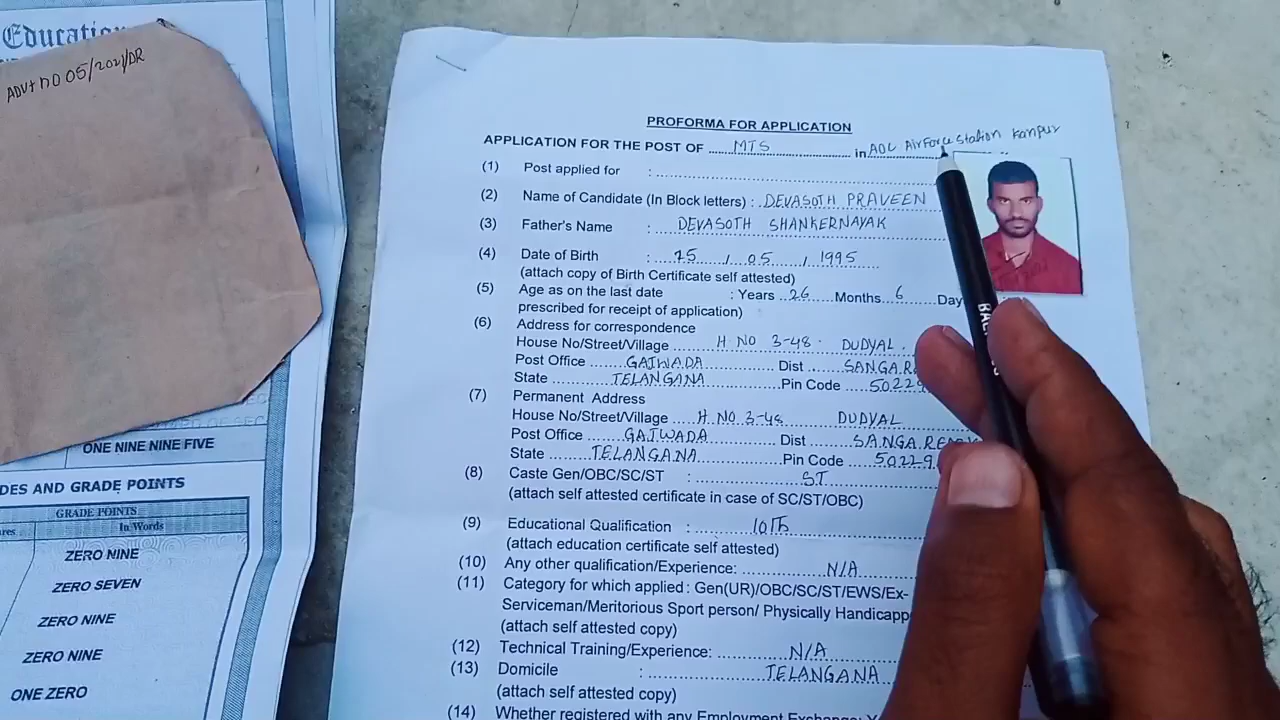 Education
ADVt no 05/2021/DR
ONE NINE NINE FIVE
DES AND GRADE POINTS
GRADE POINTS
In Words
ZERO NINE
ZERO SEVEN
ZERO NINE
ZERO NINE
ONE ZERO
PROFORMA FOR APPLICATION
APPLICATION FOR THE POST OF ...... MTS ...... in AOC AirForce Station Kanpur
(1) Post applied for : ......
(2) Name of Candidate (In Block letters) : DEVASOTH PRAVEEN
(3) Father's Name : DEVASOTH SHANKERNAYAK
(4) Date of Birth : 15 / 05 / 1995
(attach copy of Birth Certificate self attested)
(5) Age as on the last date : Years 26 Months 6 Day
prescribed for receipt of application)
(6) Address for correspondence
House No/Street/Village ...... H NO 3-48. DUDYAL.
Post Office ...... GAJWADA ...... Dist ...... SANGARE
State ...... TELANGANA ...... Pin Code ...... 50229
(7) Permanent Address
House No/Street/Village ...... H. NO 3-48 DUDYAL
Post Office ...... GAJWADA ...... Dist ...... SANGAREDDY
State ...... TELANGANA ...... Pin Code ...... 50229
(8) Caste Gen/OBC/SC/ST : ST
(attach self attested certificate in case of SC/ST/OBC)
(9) Educational Qualification : 10Th
(attach education certificate self attested)
(10) Any other qualification/Experience: N/A
(11) Category for which applied : Gen(UR)/OBC/SC/ST/EWS/Ex-
Serviceman/Meritorious Sport person/ Physically Handicapp
(attach self attested copy)
(12) Technical Training/Experience: N/A
(13) Domicile : TELANGANA
(attach self attested copy)
(14) Whether registered with any Employment Exchange: Y